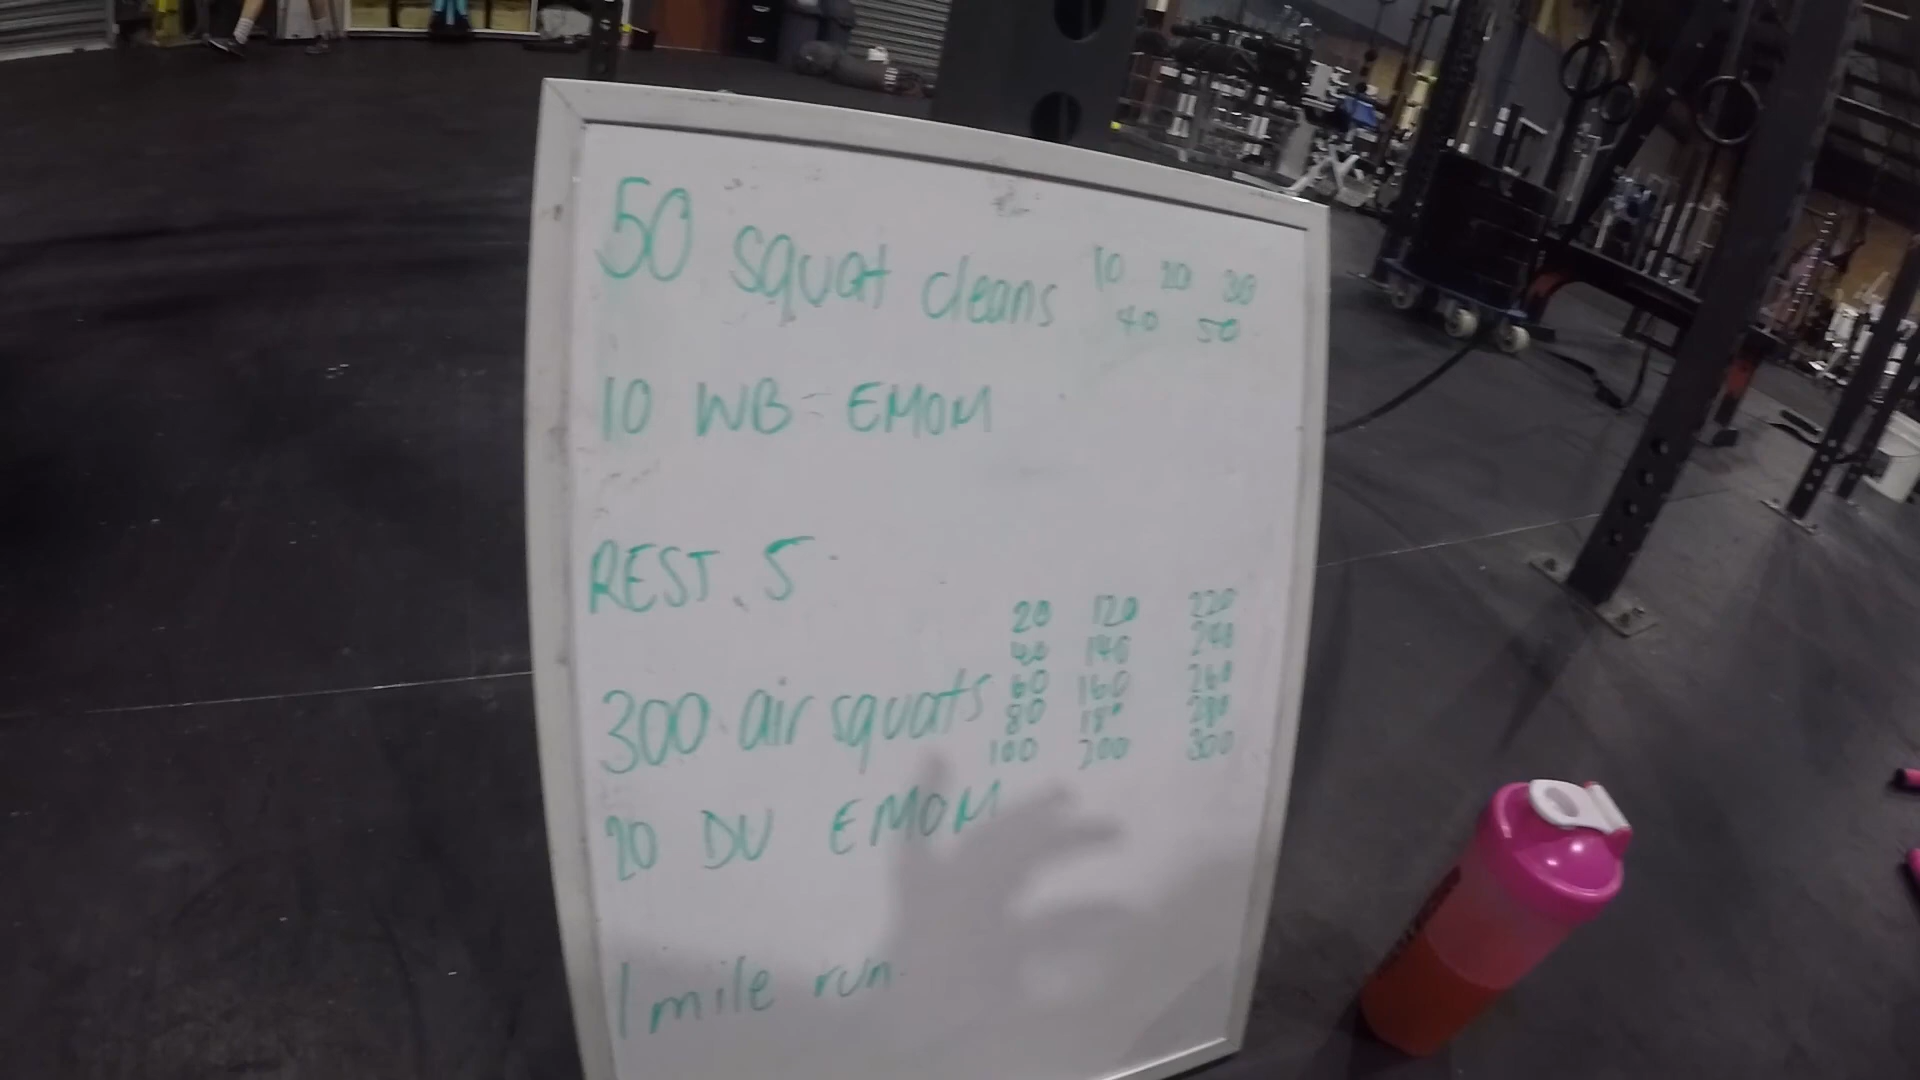 50 squat cleans 10 20 30
40 50
10 WB - EMOM
REST. 5
20 120 220
40 140 240
60 160 260
80 180 280
100 200 300
300 air squats
20 DU EMOM
1 mile run